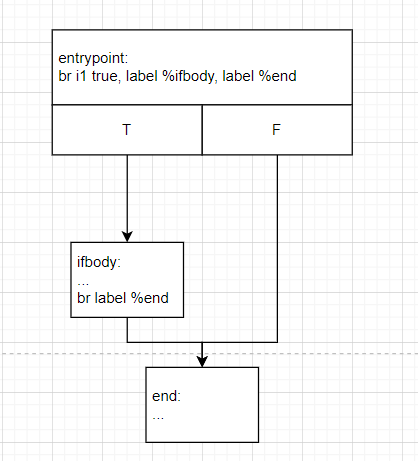 entrypoint:
br i1 true, label %ifbody, label %end
T
F
ifbody:
...
br label %end
end:
...